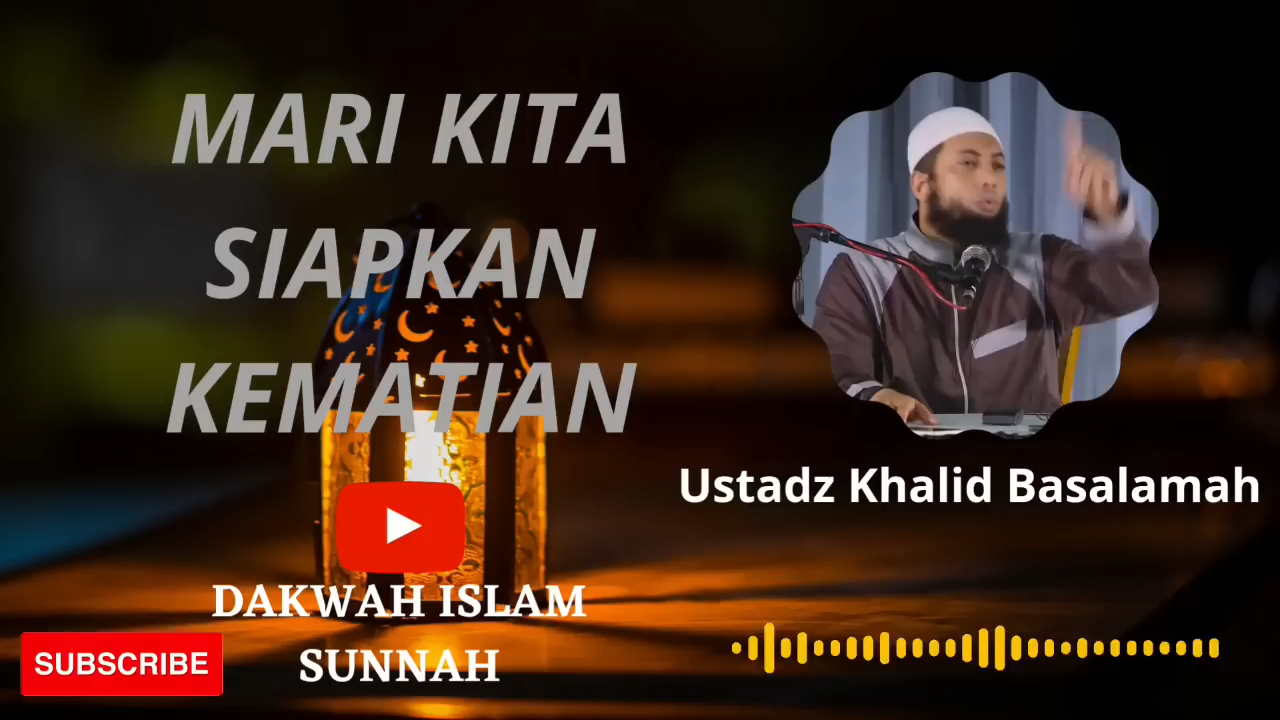 MARI KITA
SIAPKAN
KEMATIAN
Ustadz Khalid Basalamah
DAKWAH ISLAM
SUNNAH
SUBSCRIBE